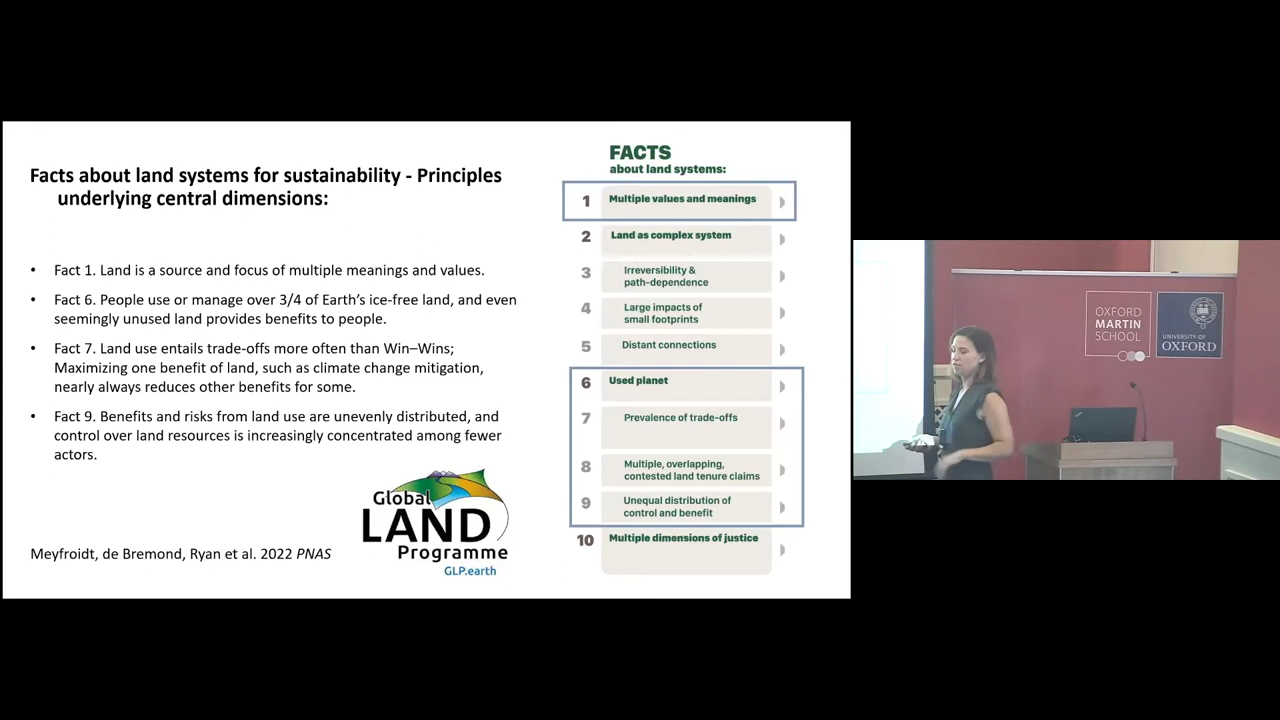 Facts about land systems for sustainability - Principles
underlying central dimensions:
• Fact 1. Land is a source and focus of multiple meanings and values.
• Fact 6. People use or manage over 3/4 of Earth's ice-free land, and even
seemingly unused land provides benefits to people.
• Fact 7. Land use entails trade-offs more often than Win–Wins;
Maximizing one benefit of land, such as climate change mitigation,
nearly always reduces other benefits for some.
• Fact 9. Benefits and risks from land use are unevenly distributed, and
control over land resources is increasingly concentrated among fewer
actors.
Global
LAND
Programme
GLP.earth
Meyfroidt, de Bremond, Ryan et al. 2022 PNAS
FACTS
about land systems:
1 Multiple values and meanings
2 Land as complex system
3 Irreversibility &
path-dependence
4 Large impacts of
small footprints
5 Distant connections
6 Used planet
7 Prevalence of trade-offs
8 Multiple, overlapping,
contested land tenure claims
9 Unequal distribution of
control and benefit
10 Multiple dimensions of justice
OXFORD
MARTIN
SCHOOL
UNIVERSITY OF
OXFORD